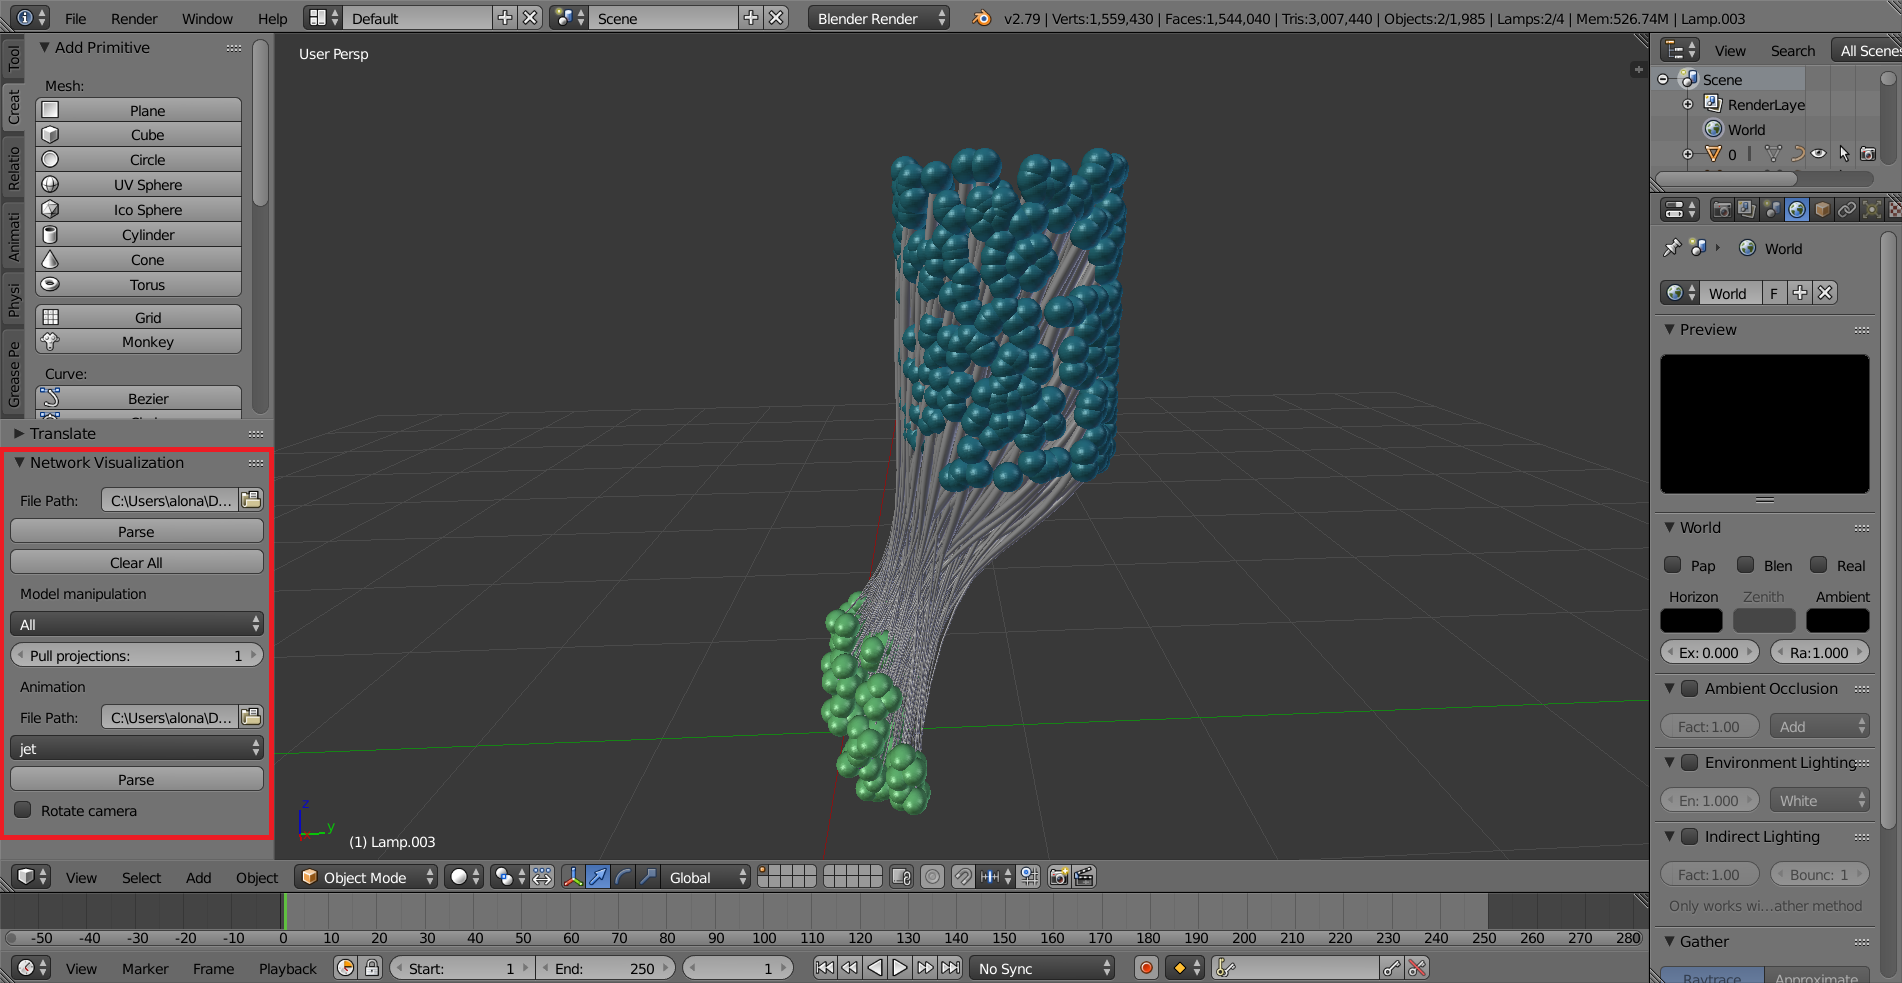 File Render Window Help Default Scene Blender Render v2.79 | Verts:1,559,430 | Faces:1,544,040 | Tris:3,007,440 | Objects:2/1,985 | Lamps:2/4 | Mem:526.74M | Lamp.003
Tool
Creat
Relatio
Animati
Physi
Grease Pe
Add Primitive
Mesh:
Plane
Cube
Circle
UV Sphere
Ico Sphere
Cylinder
Cone
Torus
Grid
Monkey
Curve:
Bezier
Translate
Network Visualization
File Path: C:\Users\alona\D...
Parse
Clear All
Model manipulation
All
Pull projections: 1
Animation
File Path: C:\Users\alona\D...
jet
Parse
Rotate camera
User Persp
z
y
(1) Lamp.003
View Select Add Object Object Mode Global
-50 -40 -30 -20 -10 0 10 20 30 40 50 60 70 80 90 100 110 120 130 140 150 160 170 180 190 200 210 220 230 240 250 260 270 280
View Marker Frame Playback Start: 1 End: 250 1 No Sync
View Search All Scenes
Scene
RenderLaye
World
0
World
World F
Preview
World
Pap Blen Real
Horizon Zenith Ambient
Ex: 0.000 Ra:1.000
Ambient Occlusion
Fact: 1.00 Add
Environment Lighting
En: 1.000 White
Indirect Lighting
Fact: 1.00 Bounc: 1
Only works wi...ather method
Gather
Raytrace Approximate